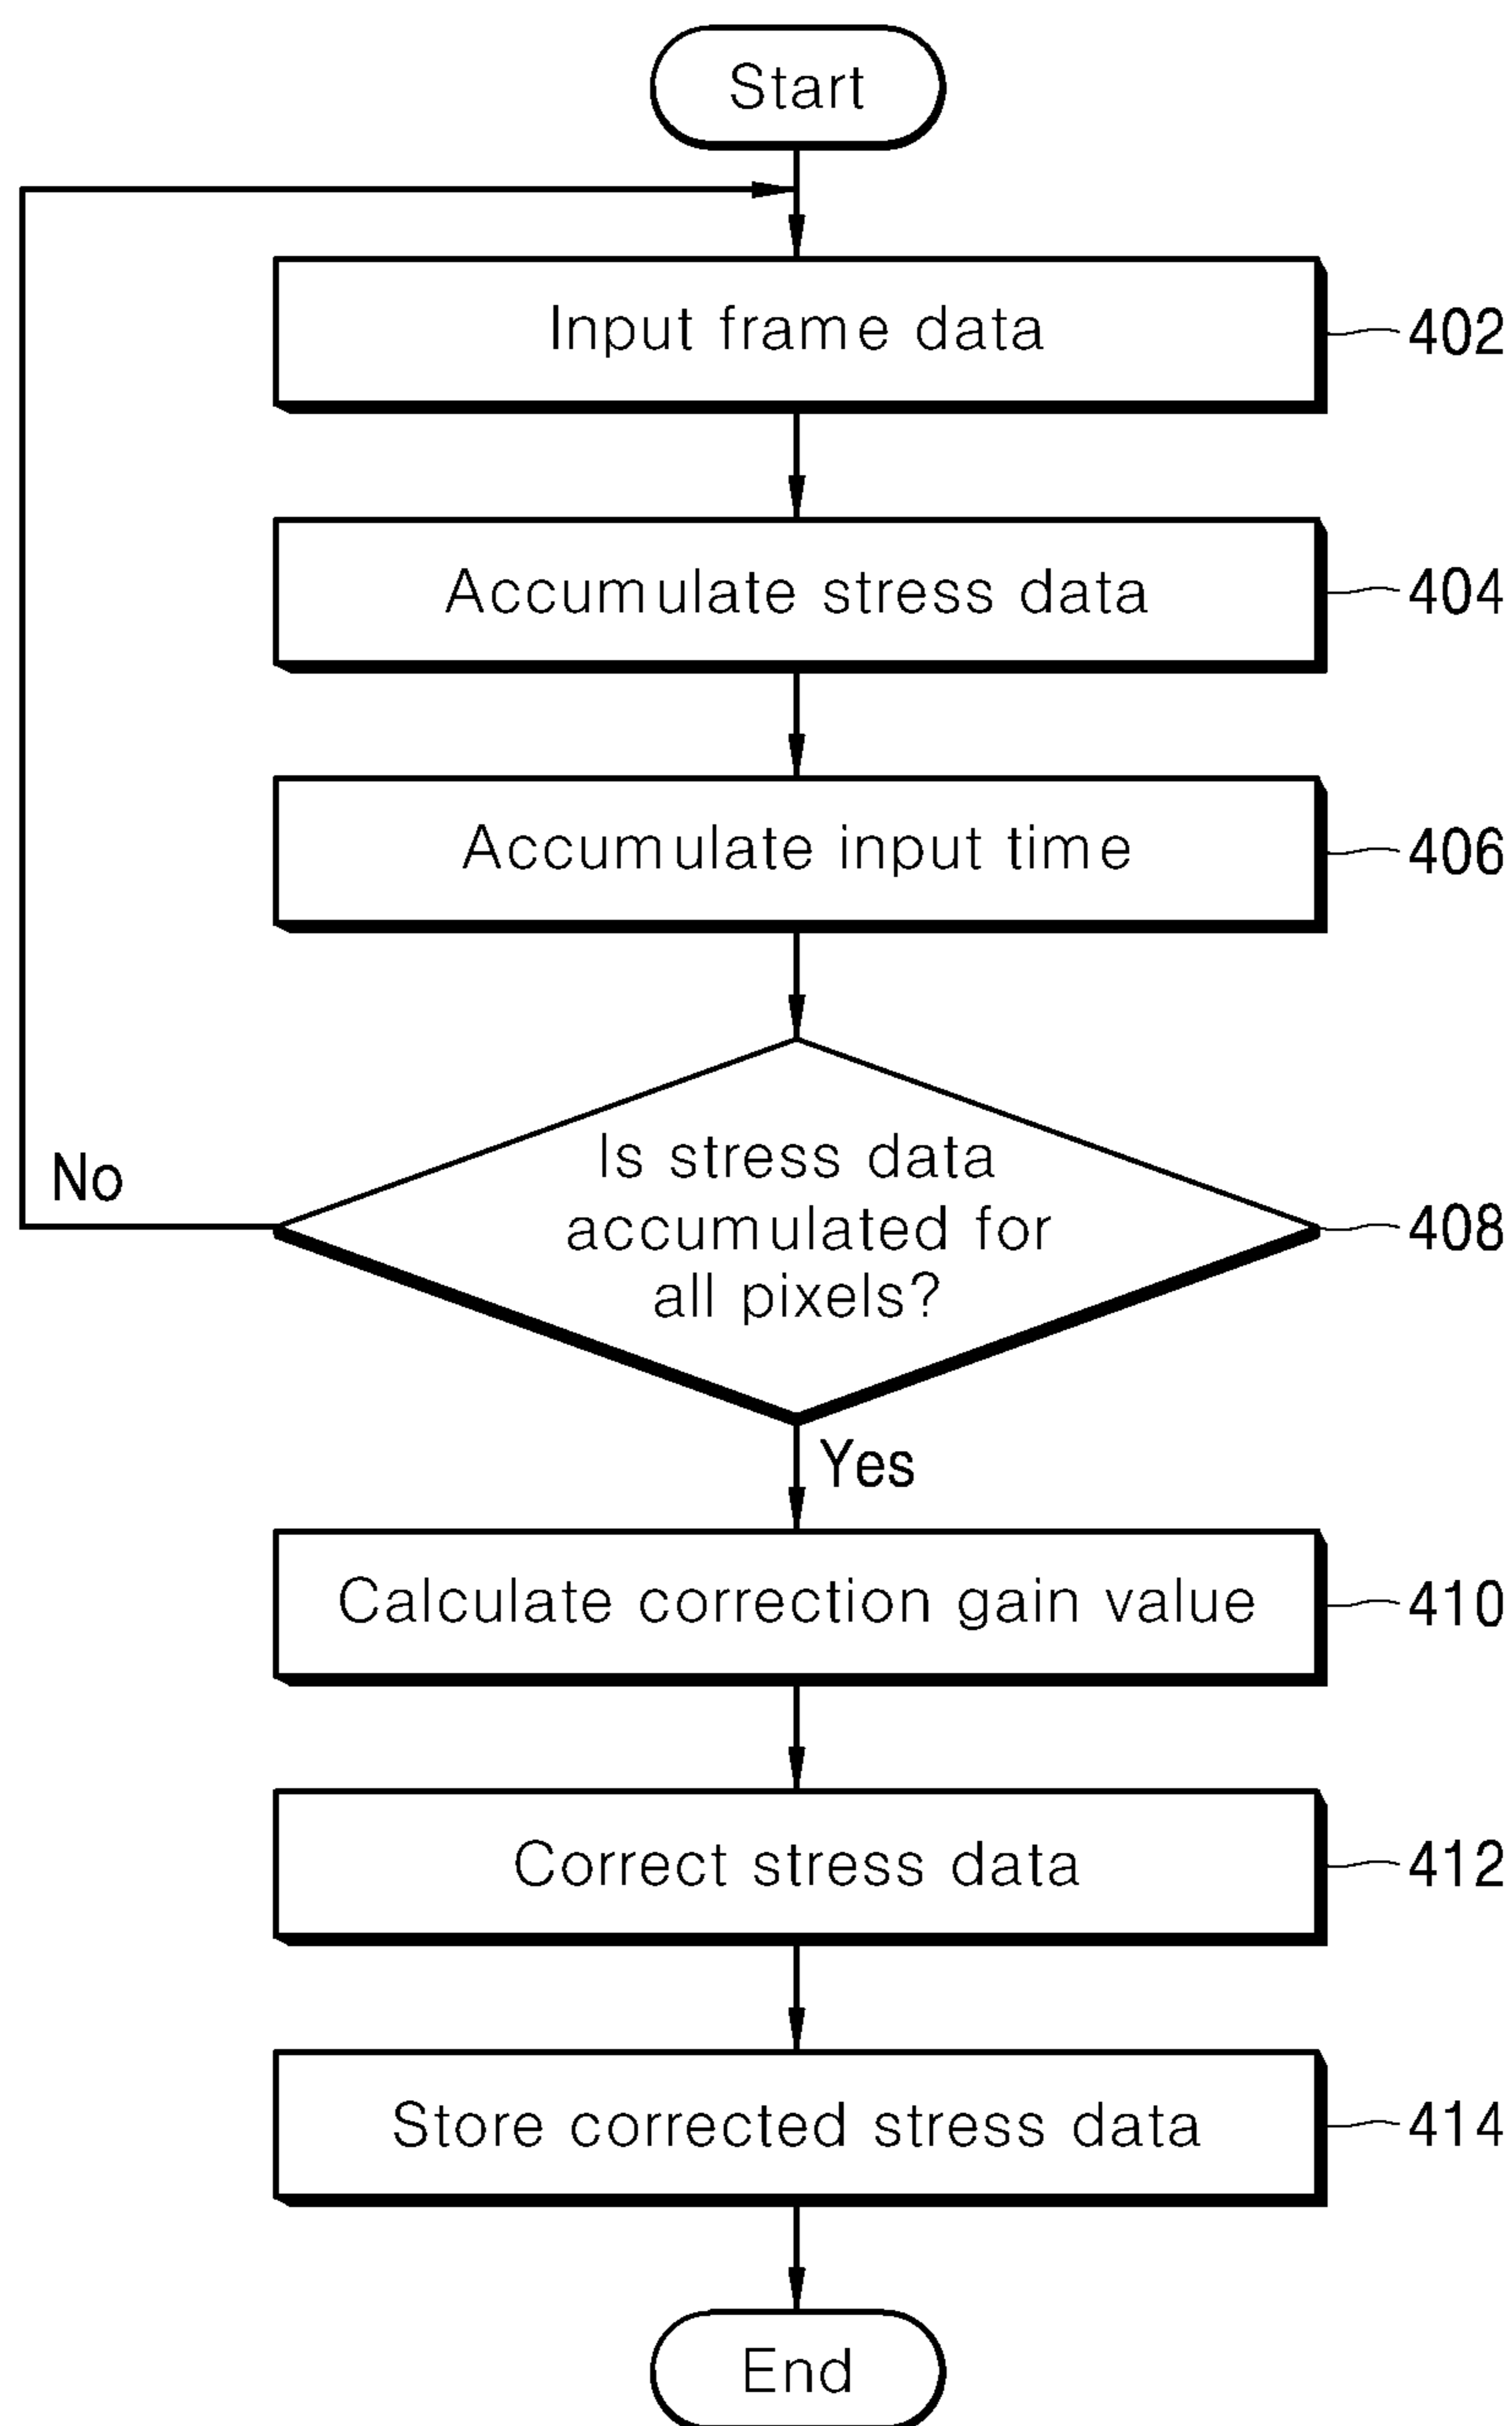 Start
Input frame data
402
Accumulate stress data
404
Accumulate input time
406
Is stress data
accumulated for
all pixels?
408
No
Yes
Calculate correction gain value
410
Correct stress data
412
Store corrected stress data
414
End